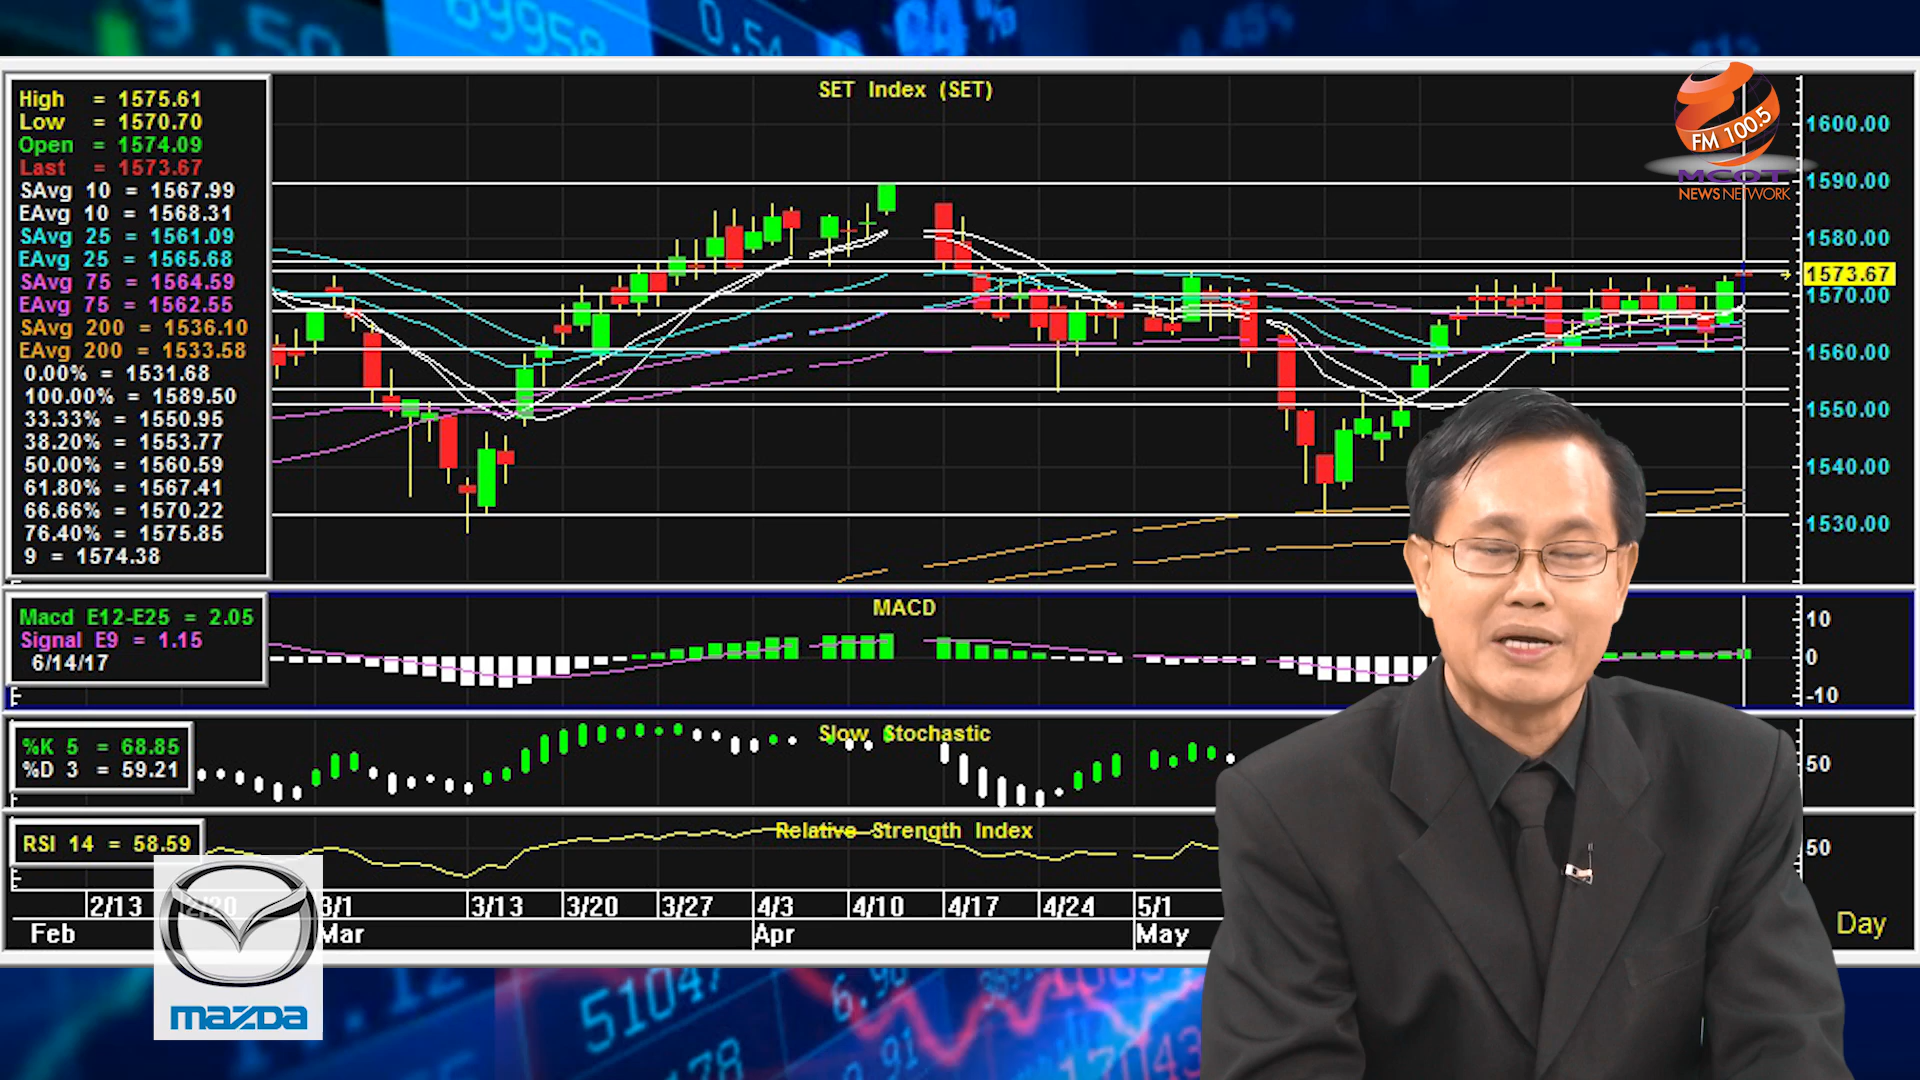 69958
0.54
SET Index (SET)
High = 1575.61
Low = 1570.70
Open = 1574.09
Last = 1573.67
SAvg 10 = 1567.99
EAvg 10 = 1568.31
SAvg 25 = 1561.09
EAvg 25 = 1565.68
SAvg 75 = 1564.59
EAvg 75 = 1562.55
SAvg 200 = 1536.10
EAvg 200 = 1533.58
0.00% = 1531.68
100.00% = 1589.50
33.33% = 1550.95
38.20% = 1553.77
50.00% = 1560.59
61.80% = 1567.41
66.66% = 1570.22
76.40% = 1575.85
9 = 1574.38
FM 100.5
MCOT
NEWS NETWORK
1600.00
1590.00
1580.00
1573.67
1570.00
1560.00
1550.00
1540.00
1530.00
MACD
Macd E12-E25 = 2.05
Signal E9 = 1.15
6/14/17
10
0
-10
Slow Stochastic
%K 5 = 68.85
%D 3 = 59.21
50
Relative Strength Index
RSI 14 = 58.59
50
2/13 2/20 3/1 3/13 3/20 3/27 4/3 4/10 4/17 4/24 5/1
Feb Mar Apr May
Day
mazda
51047
6.90